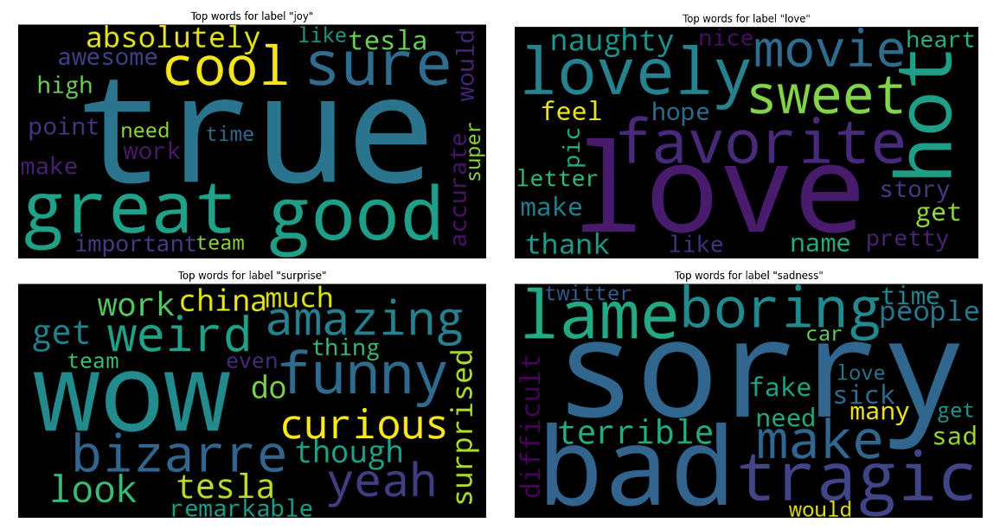 Top words for label "joy"
absolutely like tesla would
awesome cool sure
high
true
point need time
make work accurate super
great good
important team
Top words for label "love"
naughty nice movie heart
lovely sweet hot
feel hope
pic favorite
letter love story
make get
thank like name pretty
Top words for label "surprise"
work china much
get weird amazing
team even thing
wow do funny surprised
curious
bizarre though
look tesla yeah
remarkable
Top words for label "sadness"
twitter time
lame boring people
car
sorry
difficult fake love
sick
need many get
terrible make sad
bad tragic
would